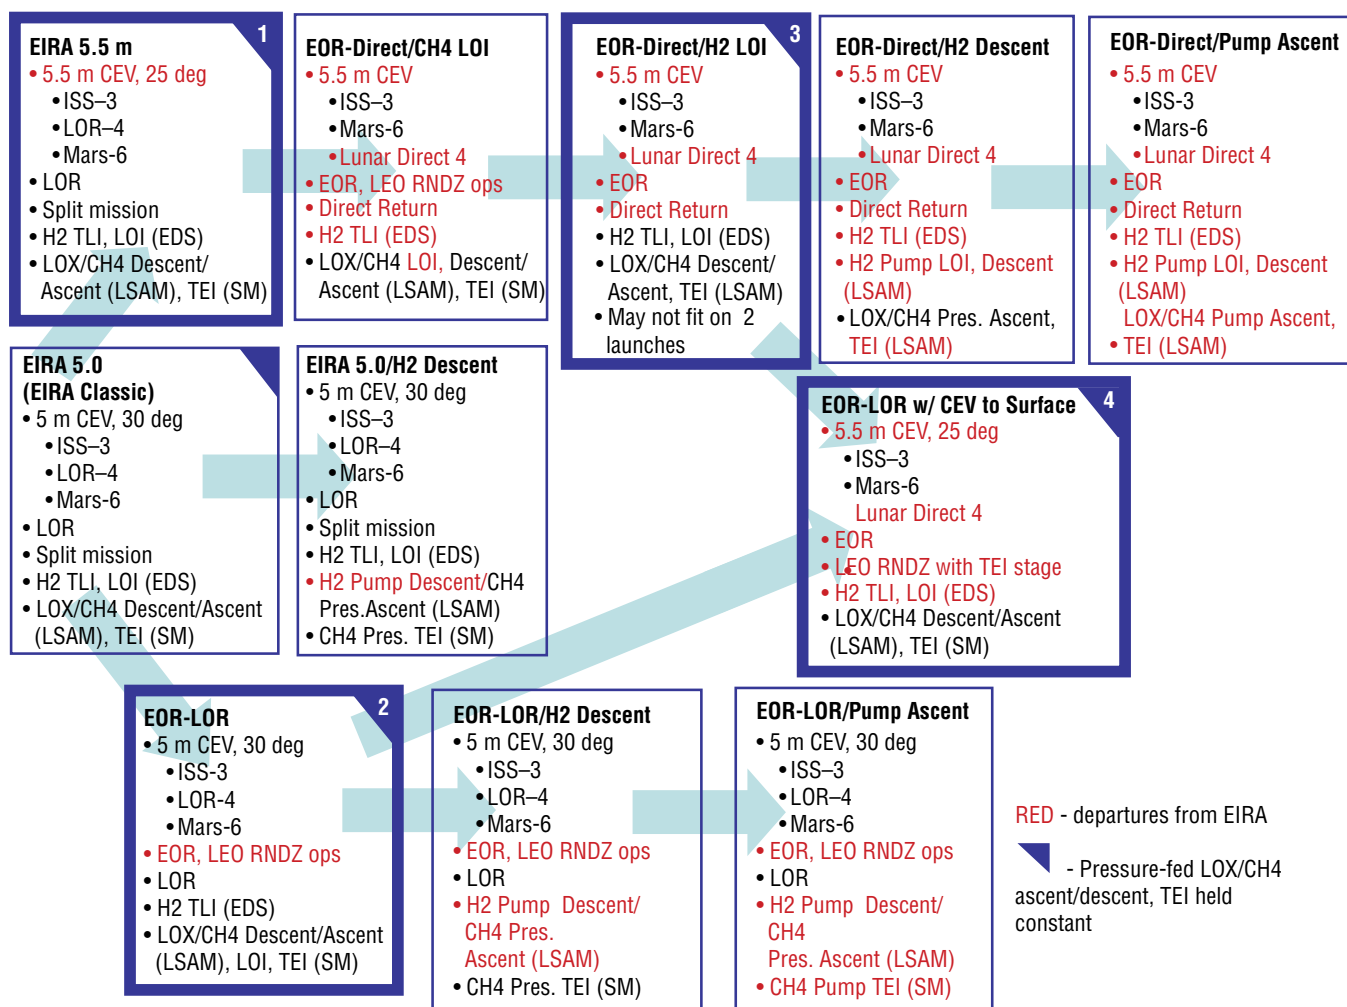 EIRA 5.5 m
1
• 5.5 m CEV, 25 deg
• ISS–3
• LOR–4
• Mars-6
• LOR
• Split mission
• H2 TLI, LOI (EDS)
• LOX/CH4 Descent/
Ascent (LSAM), TEI (SM)
EOR-Direct/CH4 LOI
• 5.5 m CEV
• ISS–3
• Mars-6
• Lunar Direct 4
• EOR, LEO RNDZ ops
• Direct Return
• H2 TLI (EDS)
• LOX/CH4 LOI, Descent/
Ascent (LSAM), TEI (SM)
EOR-Direct/H2 LOI
3
• 5.5 m CEV
• ISS–3
• Mars-6
• Lunar Direct 4
• EOR
• Direct Return
• H2 TLI, LOI (EDS)
• LOX/CH4 Descent/
Ascent, TEI (LSAM)
• May not fit on 2
launches
EOR-Direct/H2 Descent
• 5.5 m CEV
• ISS–3
• Mars-6
• Lunar Direct 4
• EOR
• Direct Return
• H2 TLI (EDS)
• H2 Pump LOI, Descent
(LSAM)
• LOX/CH4 Pres. Ascent,
TEI (LSAM)
EOR-Direct/Pump Ascent
• 5.5 m CEV
• ISS-3
• Mars-6
• Lunar Direct 4
• EOR
• Direct Return
• H2 TLI (EDS)
• H2 Pump LOI, Descent
(LSAM)
LOX/CH4 Pump Ascent,
• TEI (LSAM)
EIRA 5.0
(EIRA Classic)
• 5 m CEV, 30 deg
• ISS–3
• LOR–4
• Mars-6
• LOR
• Split mission
• H2 TLI, LOI (EDS)
• LOX/CH4 Descent/Ascent
(LSAM), TEI (SM)
EIRA 5.0/H2 Descent
• 5 m CEV, 30 deg
• ISS–3
• LOR–4
• Mars-6
• LOR
• Split mission
• H2 TLI, LOI (EDS)
• H2 Pump Descent/CH4
Pres.Ascent (LSAM)
• CH4 Pres. TEI (SM)
EOR-LOR w/ CEV to Surface
4
• 5.5 m CEV, 25 deg
• ISS–3
• Mars-6
Lunar Direct 4
• EOR
• LEO RNDZ with TEI stage
• H2 TLI, LOI (EDS)
• LOX/CH4 Descent/Ascent
(LSAM), TEI (SM)
EOR-LOR
2
• 5 m CEV, 30 deg
• ISS-3
• LOR-4
• Mars-6
• EOR, LEO RNDZ ops
• LOR
• H2 TLI (EDS)
• LOX/CH4 Descent/Ascent
(LSAM), LOI, TEI (SM)
EOR-LOR/H2 Descent
• 5 m CEV, 30 deg
• ISS–3
• LOR–4
• Mars-6
• EOR, LEO RNDZ ops
• LOR
• H2 Pump Descent/
CH4 Pres.
Ascent (LSAM)
• CH4 Pres. TEI (SM)
EOR-LOR/Pump Ascent
• 5 m CEV, 30 deg
• ISS–3
• LOR–4
• Mars-6
• EOR, LEO RNDZ ops
• LOR
• H2 Pump Descent/
CH4
Pres. Ascent (LSAM)
• CH4 Pump TEI (SM)
RED - departures from EIRA
- Pressure-fed LOX/CH4
ascent/descent, TEI held
constant